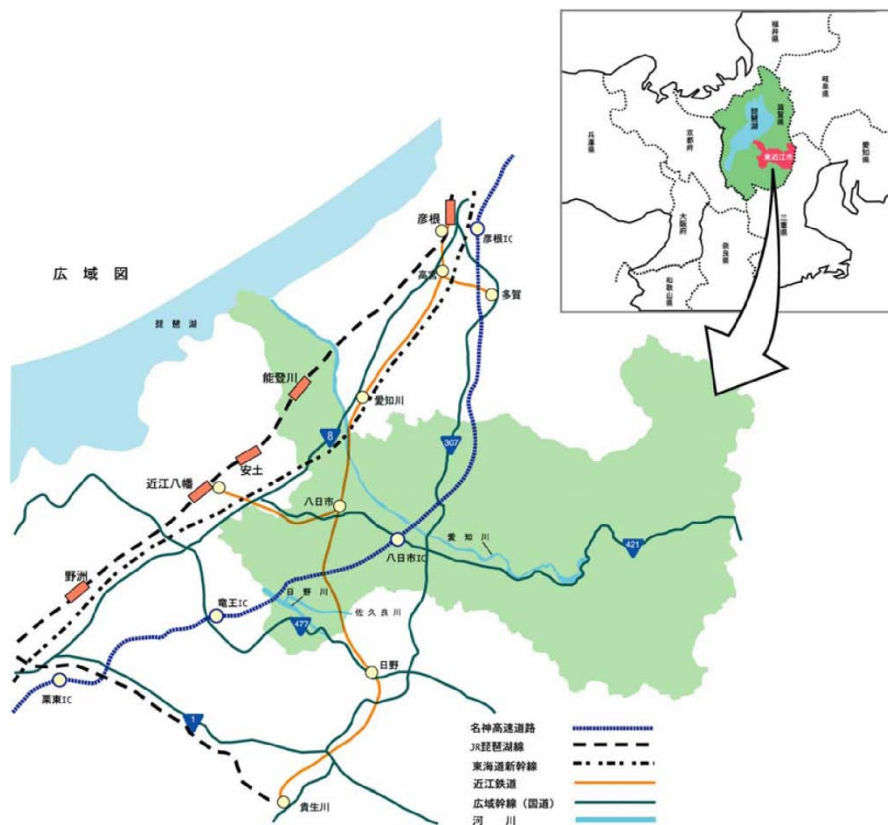 広域図
福井県
岐阜県
滋賀県
琵琶湖
京都府
兵庫県
東近江市
愛知県
大阪府
奈良県
三重県
和歌山県
彦根
彦根IC
高宮
多賀
琵琶湖
能登川
愛知川
8
307
安土
近江八幡
八日市
愛知川
八日市IC
421
野洲
日野川
竜王IC
佐久良川
477
日野
栗東IC
1
貴生川
名神高速道路
JR琵琶湖線
東海道新幹線
近江鉄道
広域幹線（国道）
河川